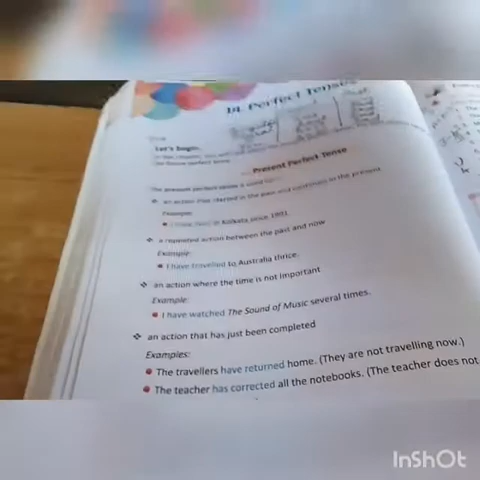 14. Perfect Tenses
Let's begin.
Present Perfect Tense
The present perfect tense is used for
an action that started in the past and continues to the present
Example:
I have lived in Kolkata since 1991.
a repeated action between the past and now
Example:
I have travelled to Australia thrice.
an action where the time is not important
Example:
I have watched The Sound of Music several times.
an action that has just been completed
Examples:
The travellers have returned home. (They are not travelling now.)
The teacher has corrected all the notebooks. (The teacher does not
InShOt